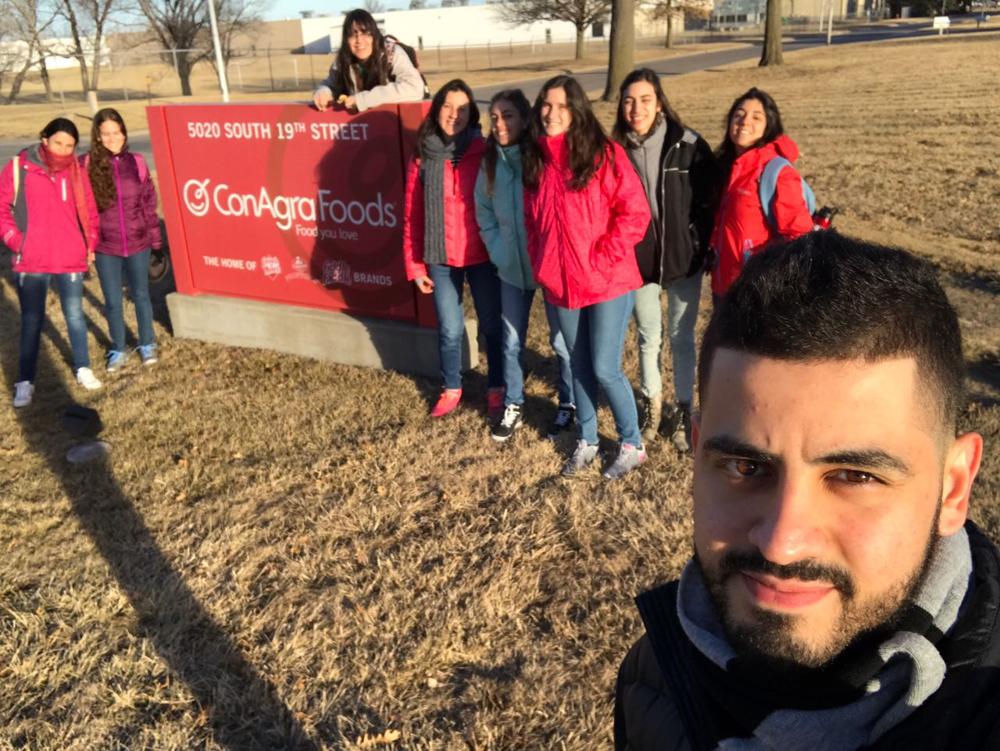 5020 SOUTH 19TH STREET
ConAgra Foods
Food you love
THE HOME OF
BRANDS